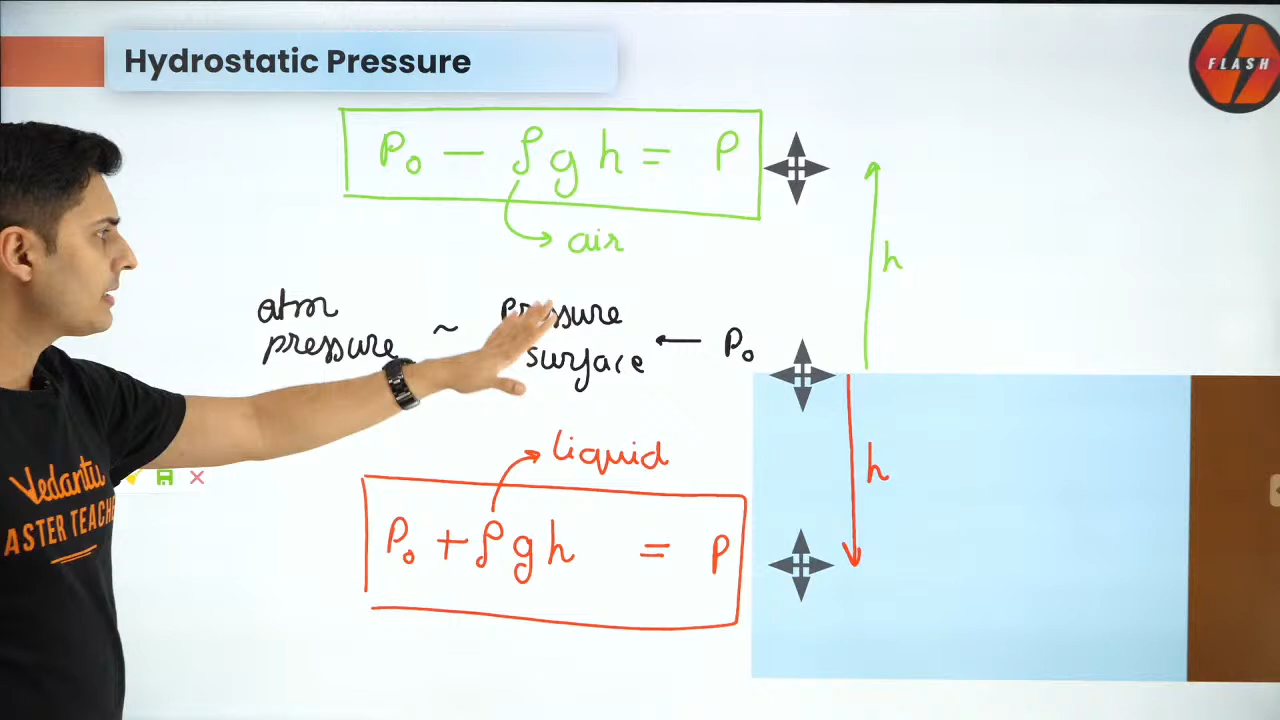 Hydrostatic Pressure
FLASH
P₀ − ρgh = P
air
h
atm
pressure
~
pressure
surface
← P₀
liquid
h
P₀ + ρgh = P
Vedantu
ASTER TEACHE